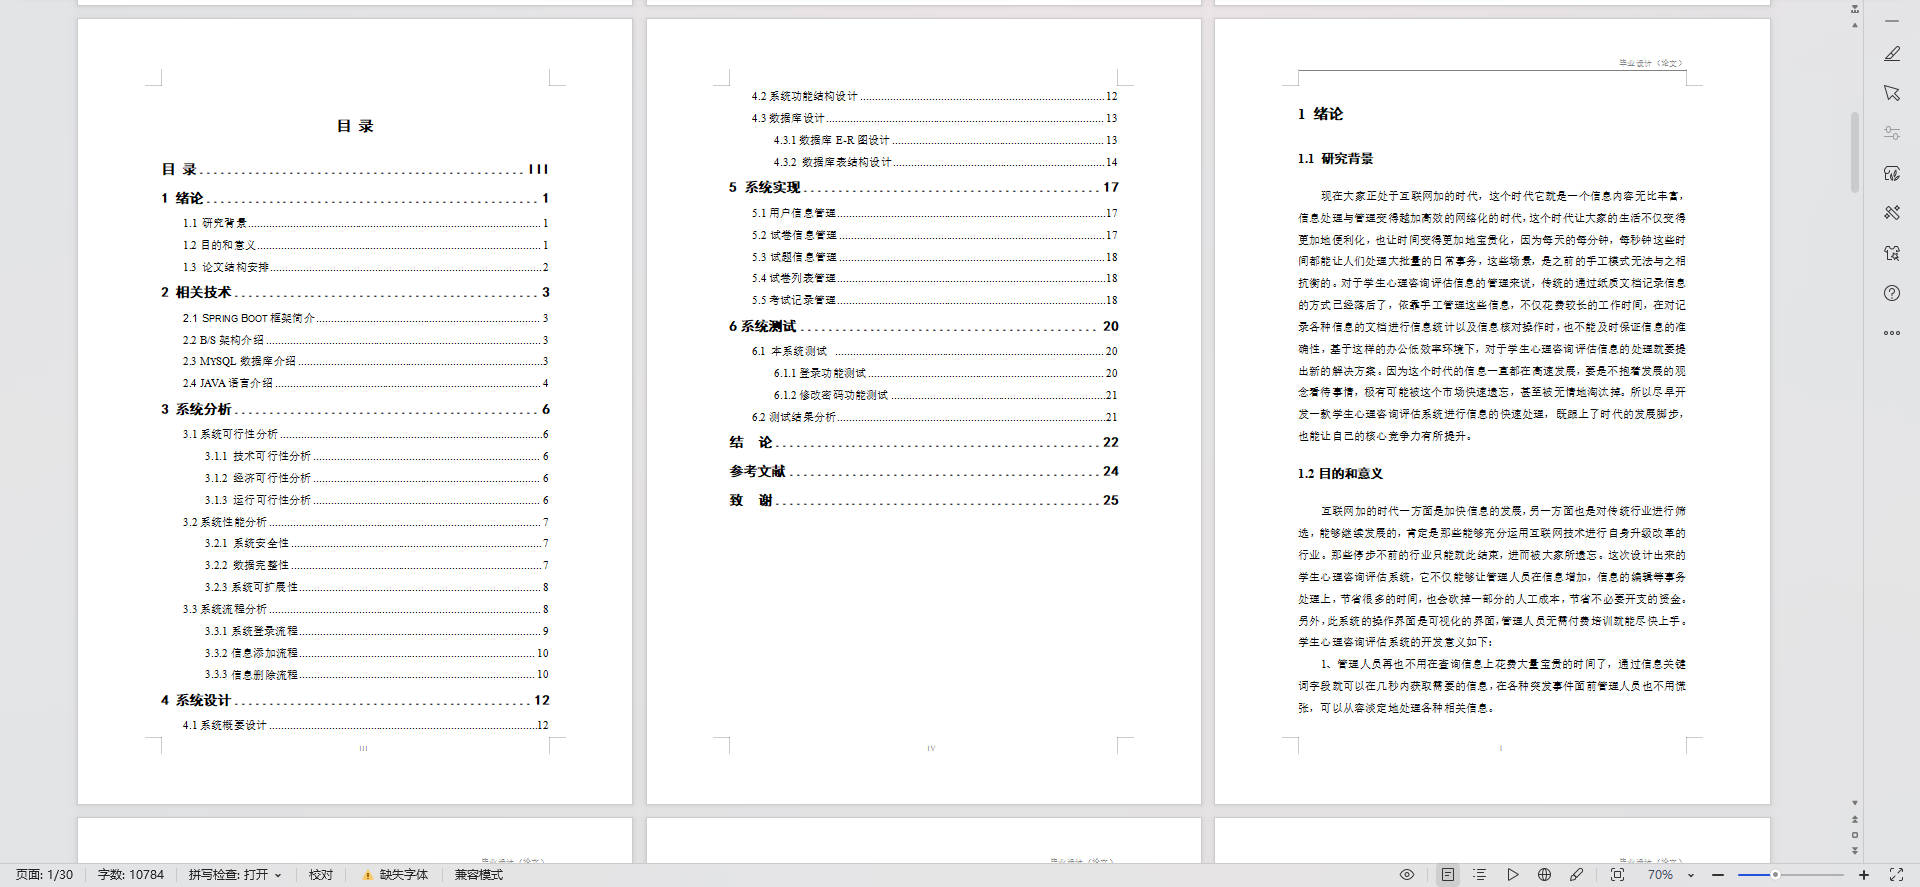 目 录
目 录 III
1 绪论 1
1.1 研究背景 1
1.2 目的和意义 1
1.3 论文结构安排 2
2 相关技术 3
2.1 SPRING BOOT 框架简介 3
2.2 B/S 架构介绍 3
2.3 MYSQL 数据库介绍 3
2.4 JAVA 语言介绍 4
3 系统分析 6
3.1 系统可行性分析 6
3.1.1 技术可行性分析 6
3.1.2 经济可行性分析 6
3.1.3 运行可行性分析 6
3.2 系统性能分析 7
3.2.1 系统安全性 7
3.2.2 数据完整性 7
3.2.3 系统可扩展性 8
3.3 系统流程分析 8
3.3.1 系统登录流程 9
3.3.2 信息添加流程 10
3.3.3 信息删除流程 10
4 系统设计 12
4.1 系统概要设计 12
III
4.2 系统功能结构设计 12
4.3 数据库设计 13
4.3.1 数据库 E-R 图设计 13
4.3.2 数据库表结构设计 14
5 系统实现 17
5.1 用户信息管理 17
5.2 试卷信息管理 17
5.3 试题信息管理 18
5.4 试卷列表管理 18
5.5 考试记录管理 18
6 系统测试 20
6.1 本系统测试 20
6.1.1 登录功能测试 20
6.1.2 修改密码功能测试 21
6.2 测试结果分析 21
结 论 22
参考文献 24
致 谢 25
IV
毕业设计（论文）
1 绪论
1.1 研究背景
现在大家正处于互联网加的时代，这个时代它就是一个信息内容无比丰富，
信息处理与管理变得越加高效的网络化的时代，这个时代让大家的生活不仅变得
更加地便利化，也让时间变得更加地宝贵化，因为每天的每分钟，每秒钟这些时
间都能让人们处理大批量的日常事务，这些场景，是之前的手工模式无法与之相
抗衡的。对于学生心理咨询评估信息的管理来说，传统的通过纸质文档记录信息
的方式已经落后了，依靠手工管理这些信息，不仅花费较长的工作时间，在对记
录各种信息的文档进行信息统计以及信息核对操作时，也不能及时保证信息的准
确性，基于这样的办公低效率环境下，对于学生心理咨询评估信息的处理就要提
出新的解决方案。因为这个时代的信息一直都在高速发展，要是不抱着发展的观
念看待事情，极有可能被这个市场快速遗忘，甚至被无情地淘汰掉。所以尽早开
发一款学生心理咨询评估系统进行信息的快速处理，既跟上了时代的发展脚步，
也能让自己的核心竞争力有所提升。
1.2 目的和意义
互联网加的时代一方面是加快信息的发展，另一方面也是对传统行业进行筛
选，能够继续发展的，肯定是那些能够充分运用互联网技术进行自身升级改革的
行业。那些停步不前的行业只能就此结束，进而被大家所遗忘。这次设计出来的
学生心理咨询评估系统，它不仅能够让管理人员在信息增加，信息的编辑等事务
处理上，节省很多的时间，也会砍掉一部分的人工成本，节省不必要开支的资金。
另外，此系统的操作界面是可视化的界面，管理人员无需付费培训就能尽快上手。
学生心理咨询评估系统的开发意义如下：
1、管理人员再也不用在查询信息上花费大量宝贵的时间了，通过信息关键
词字段就可以在几秒内获取需要的信息，在各种突发事件面前管理人员也不用慌
张，可以从容淡定地处理各种相关信息。
1
毕业设计（论文）
毕业设计（论文）
毕业设计（论文）
页面: 1/30 字数: 10784 拼写检查: 打开 校对 缺失字体 兼容模式 70%